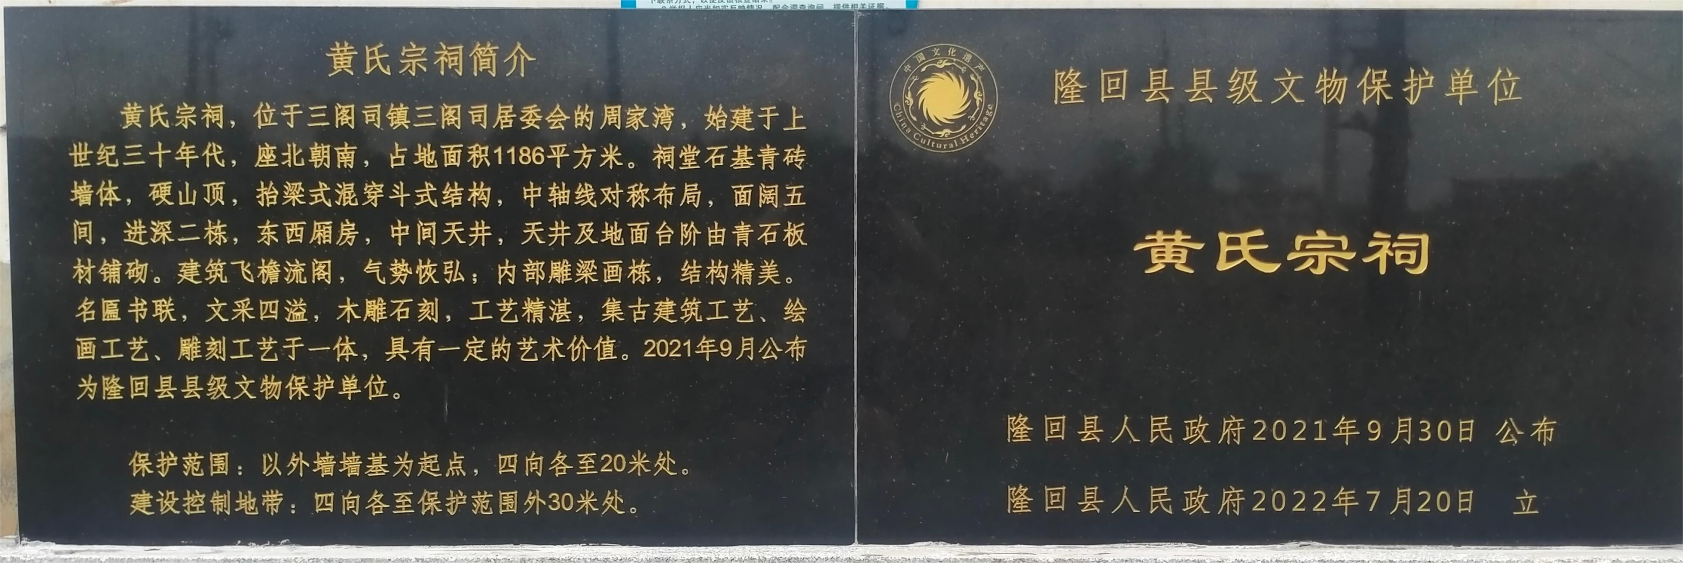 黄氏宗祠简介
黄氏宗祠，位于三阁司镇三阁司居委会的周家湾，始建于上
世纪三十年代，座北朝南，占地面积1186平方米。祠堂石基青砖
墙体，硬山顶，抬梁式混穿斗式结构，中轴线对称布局，面阔五
间，进深二栋，东西厢房，中间天井，天井及地面台阶由青石板
材铺砌。建筑飞檐流阁，气势恢弘；内部雕梁画栋，结构精美。
名匾书联，文采四溢，木雕石刻，工艺精湛，集古建筑工艺、绘
画工艺、雕刻工艺于一体，具有一定的艺术价值。2021年9月公布
为隆回县县级文物保护单位。
保护范围：以外墙墙基为起点，四向各至20米处。
建设控制地带：四向各至保护范围外30米处。
中国文化遗产
China Cultural Heritage
隆回县县级文物保护单位
黄氏宗祠
隆回县人民政府2021年9月30日 公布
隆回县人民政府2022年7月20日 立